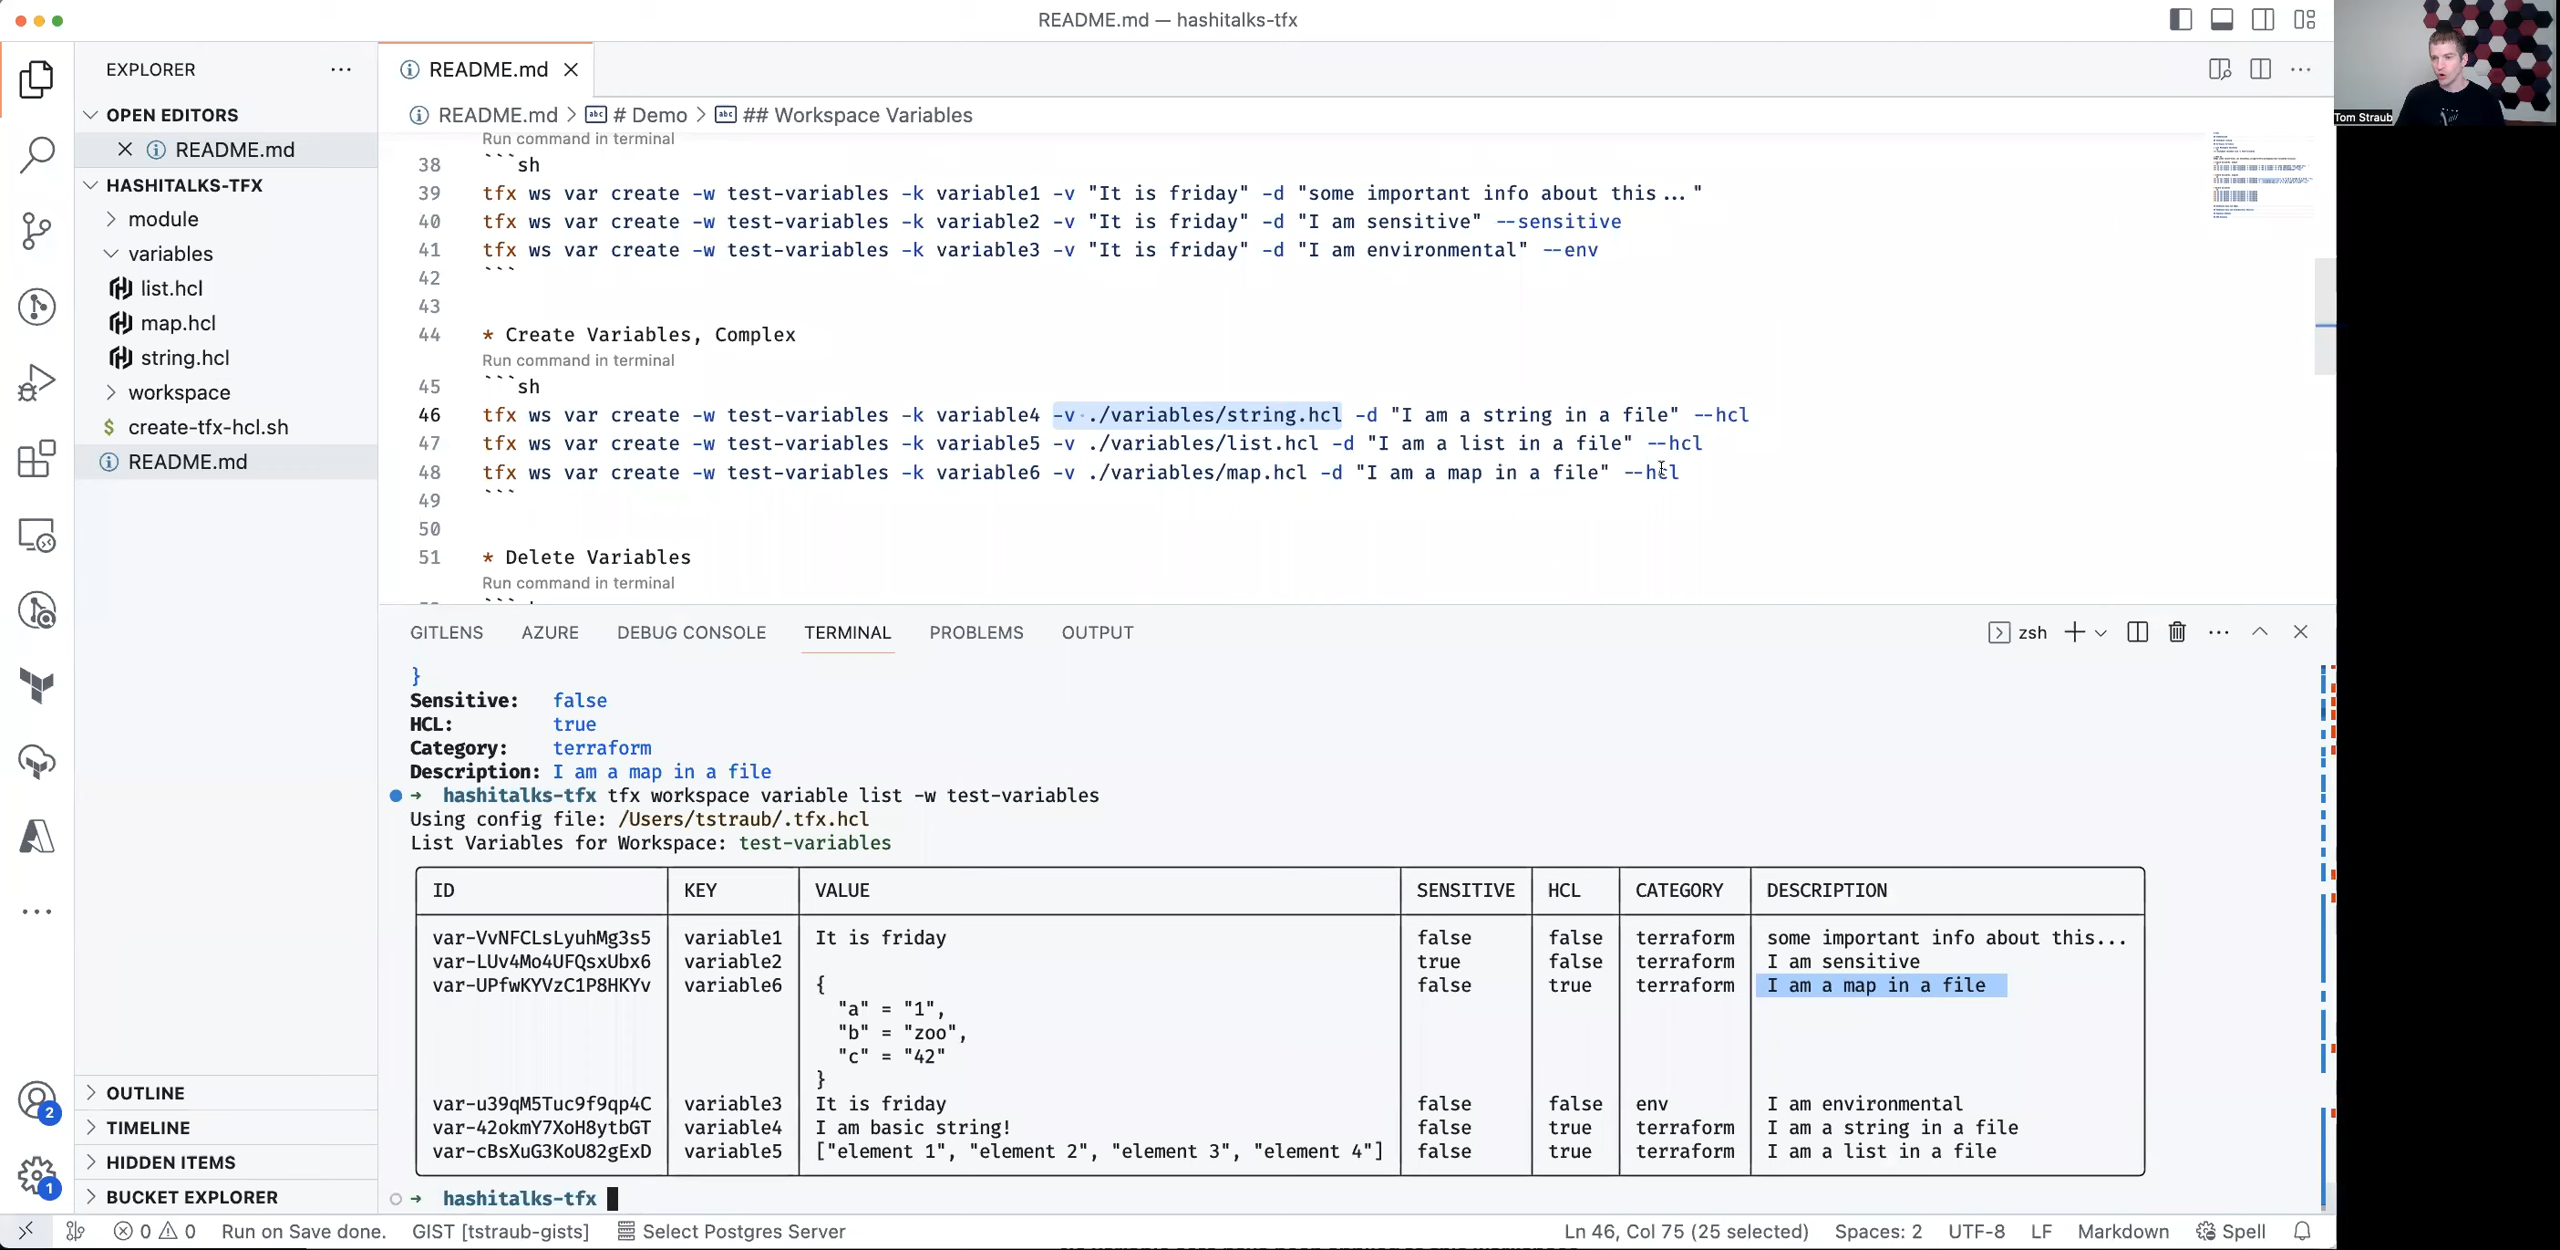 README.md — hashitalks-tfx
EXPLORER
OPEN EDITORS
README.md
HASHITALKS-TFX
module
variables
list.hcl
map.hcl
string.hcl
workspace
create-tfx-hcl.sh
README.md
OUTLINE
TIMELINE
HIDDEN ITEMS
BUCKET EXPLORER
2
1
README.md
README.md > # Demo > ## Workspace Variables
Run command in terminal
38 ```sh
39 tfx ws var create -w test-variables -k variable1 -v "It is friday" -d "some important info about this..."
40 tfx ws var create -w test-variables -k variable2 -v "It is friday" -d "I am sensitive" --sensitive
41 tfx ws var create -w test-variables -k variable3 -v "It is friday" -d "I am environmental" --env
42 ```
43
44 * Create Variables, Complex
Run command in terminal
45 ```sh
46 tfx ws var create -w test-variables -k variable4 -v ./variables/string.hcl -d "I am a string in a file" --hcl
47 tfx ws var create -w test-variables -k variable5 -v ./variables/list.hcl -d "I am a list in a file" --hcl
48 tfx ws var create -w test-variables -k variable6 -v ./variables/map.hcl -d "I am a map in a file" --hcl
49 ```
50
51 * Delete Variables
Run command in terminal
GITLENS AZURE DEBUG CONSOLE TERMINAL PROBLEMS OUTPUT
zsh
}
Sensitive: false
HCL: true
Category: terraform
Description: I am a map in a file
➜ hashitalks-tfx tfx workspace variable list -w test-variables
Using config file: /Users/tstraub/.tfx.hcl
List Variables for Workspace: test-variables
ID KEY VALUE SENSITIVE HCL CATEGORY DESCRIPTION
var-VvNFCLsLyuhMg3s5 variable1 It is friday false false terraform some important info about this...
var-LUv4Mo4UFQsxUbx6 variable2 true false terraform I am sensitive
var-UPfwKYVzC1P8HKYv variable6 { false true terraform I am a map in a file
"a" = "1",
"b" = "zoo",
"c" = "42"
}
var-u39qM5Tuc9f9qp4C variable3 It is friday false false env I am environmental
var-42okmY7XoH8ytbGT variable4 I am basic string! false true terraform I am a string in a file
var-cBsXuG3KoU82gExD variable5 ["element 1", "element 2", "element 3", "element 4"] false true terraform I am a list in a file
➜ hashitalks-tfx
0 0 Run on Save done. GIST [tstraub-gists] Select Postgres Server Ln 46, Col 75 (25 selected) Spaces: 2 UTF-8 LF Markdown Spell
Tom Straub